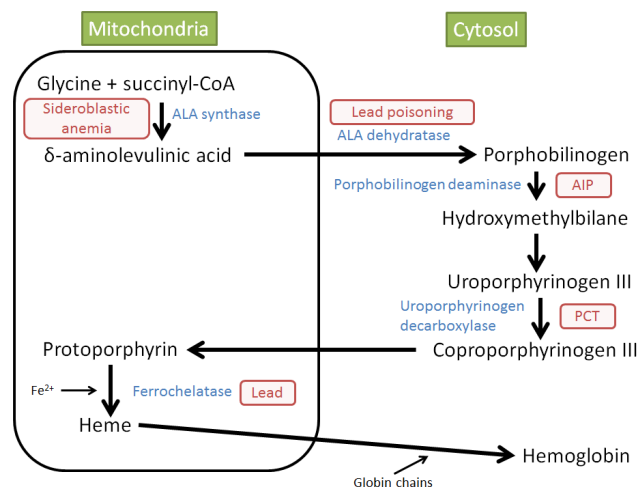 Mitochondria
Cytosol
Glycine + succinyl-CoA
Sideroblastic
anemia
ALA synthase
Lead poisoning
ALA dehydratase
δ-aminolevulinic acid
Porphobilinogen
Porphobilinogen deaminase
AIP
Hydroxymethylbilane
Uroporphyrinogen III
Uroporphyrinogen
decarboxylase
PCT
Protoporphyrin
Coproporphyrinogen III
Fe²⁺
Ferrochelatase
Lead
Heme
Hemoglobin
Globin chains